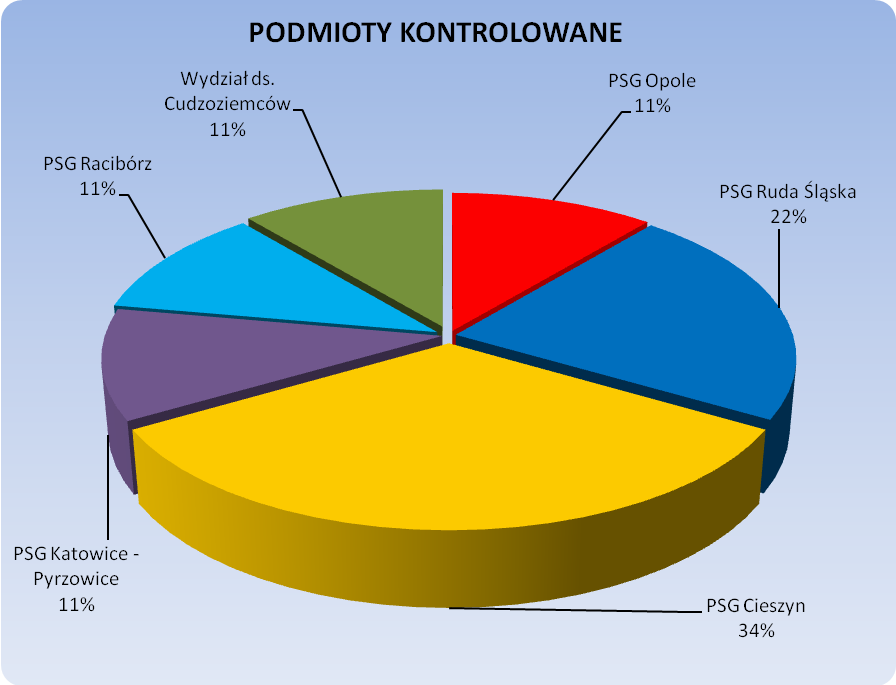 PODMIOTY KONTROLOWANE
Wydział ds.
Cudzoziemców
11%
PSG Opole
11%
PSG Racibórz
11%
PSG Ruda Śląska
22%
PSG Katowice -
Pyrzowice
11%
PSG Cieszyn
34%